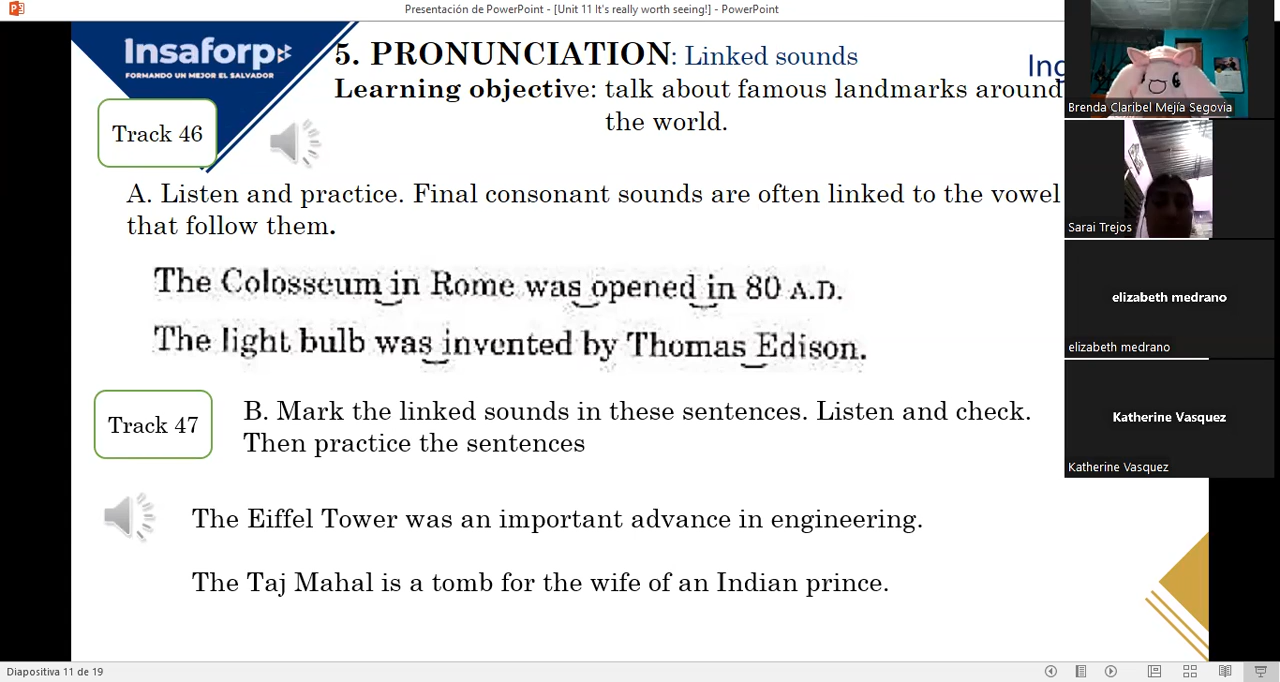 Presentación de PowerPoint - [Unit 11 It's really worth seeing!] - PowerPoint
Insaforp
FORMANDO UN MEJOR EL SALVADOR
5. PRONUNCIATION: Linked sounds
Learning objective: talk about famous landmarks around
the world.
Track 46
A. Listen and practice. Final consonant sounds are often linked to the vowel
that follow them.
The Colosseum in Rome was opened in 80 A.D.
The light bulb was invented by Thomas Edison.
Track 47
B. Mark the linked sounds in these sentences. Listen and check.
Then practice the sentences
The Eiffel Tower was an important advance in engineering.
The Taj Mahal is a tomb for the wife of an Indian prince.
Brenda Claribel Mejía Segovia
Sarai Trejos
elizabeth medrano
elizabeth medrano
Katherine Vasquez
Katherine Vasquez
Diapositiva 11 de 19